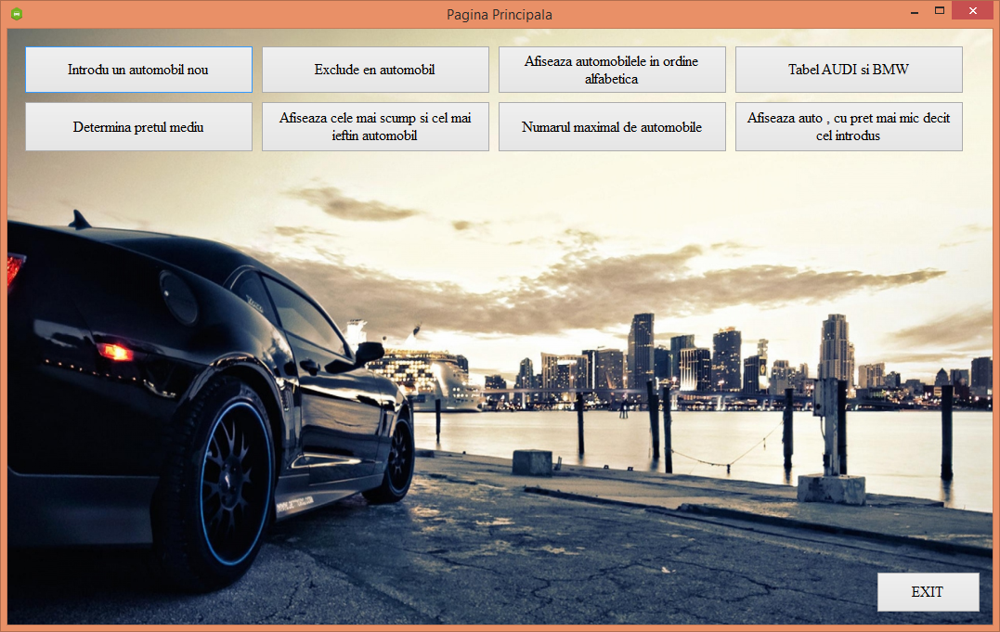 Pagina Principala
Introdu un automobil nou
Exclude en automobil
Afiseaza automobilele in ordine
alfabetica
Tabel AUDI si BMW
Determina pretul mediu
Afiseaza cele mai scump si cel mai
ieftin automobil
Numarul maximal de automobile
Afiseaza auto , cu pret mai mic decit
cel introdus
EXIT